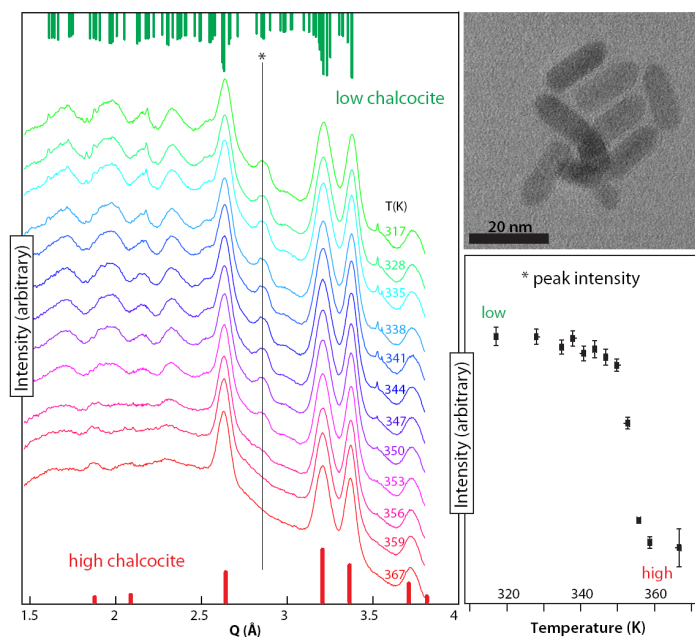 *
low chalcocite
T(K)
317
328
335
338
341
344
347
350
353
356
359
367
high chalcocite
Intensity (arbitrary)
1.5 2 2.5 3 3.5 4
Q (Å)
20 nm
* peak intensity
low
high
Intensity (arbitrary)
320 340 360
Temperature (K)